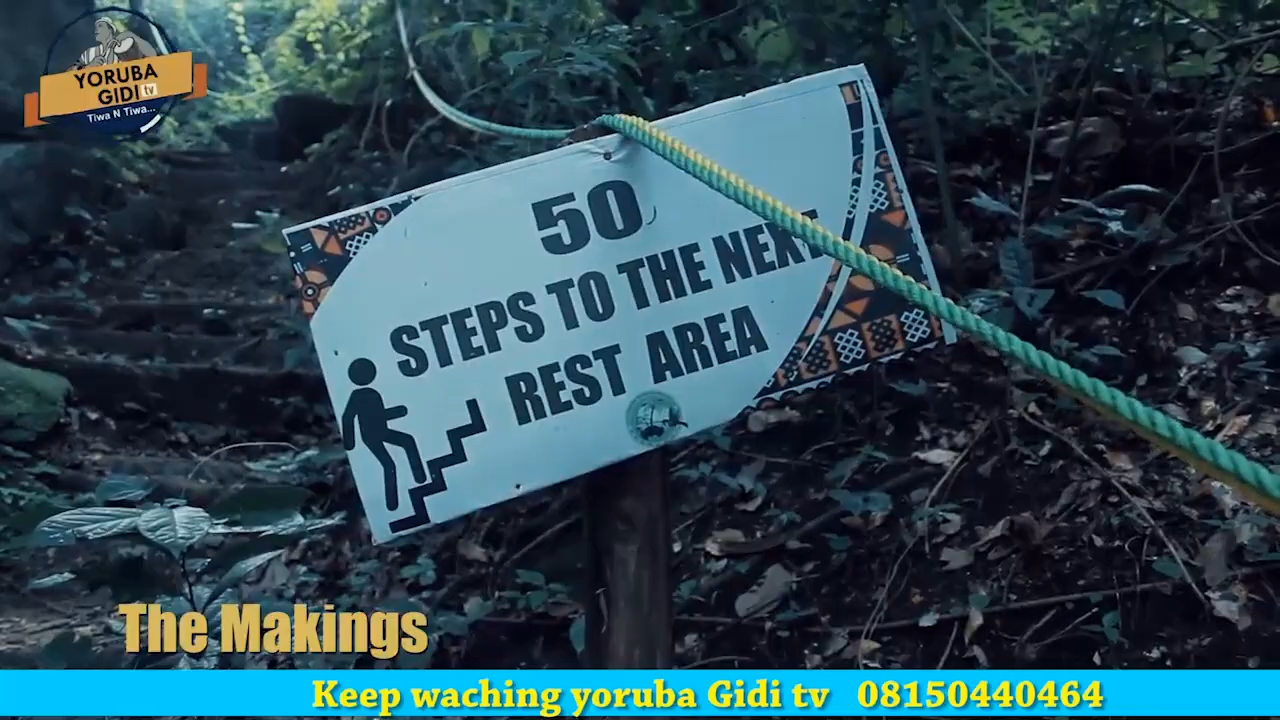 YORUBA
GIDI tv
Tiwa N Tiwa...
50
STEPS TO THE NEXT
REST AREA
The Makings
Keep waching yoruba Gidi tv 08150440464